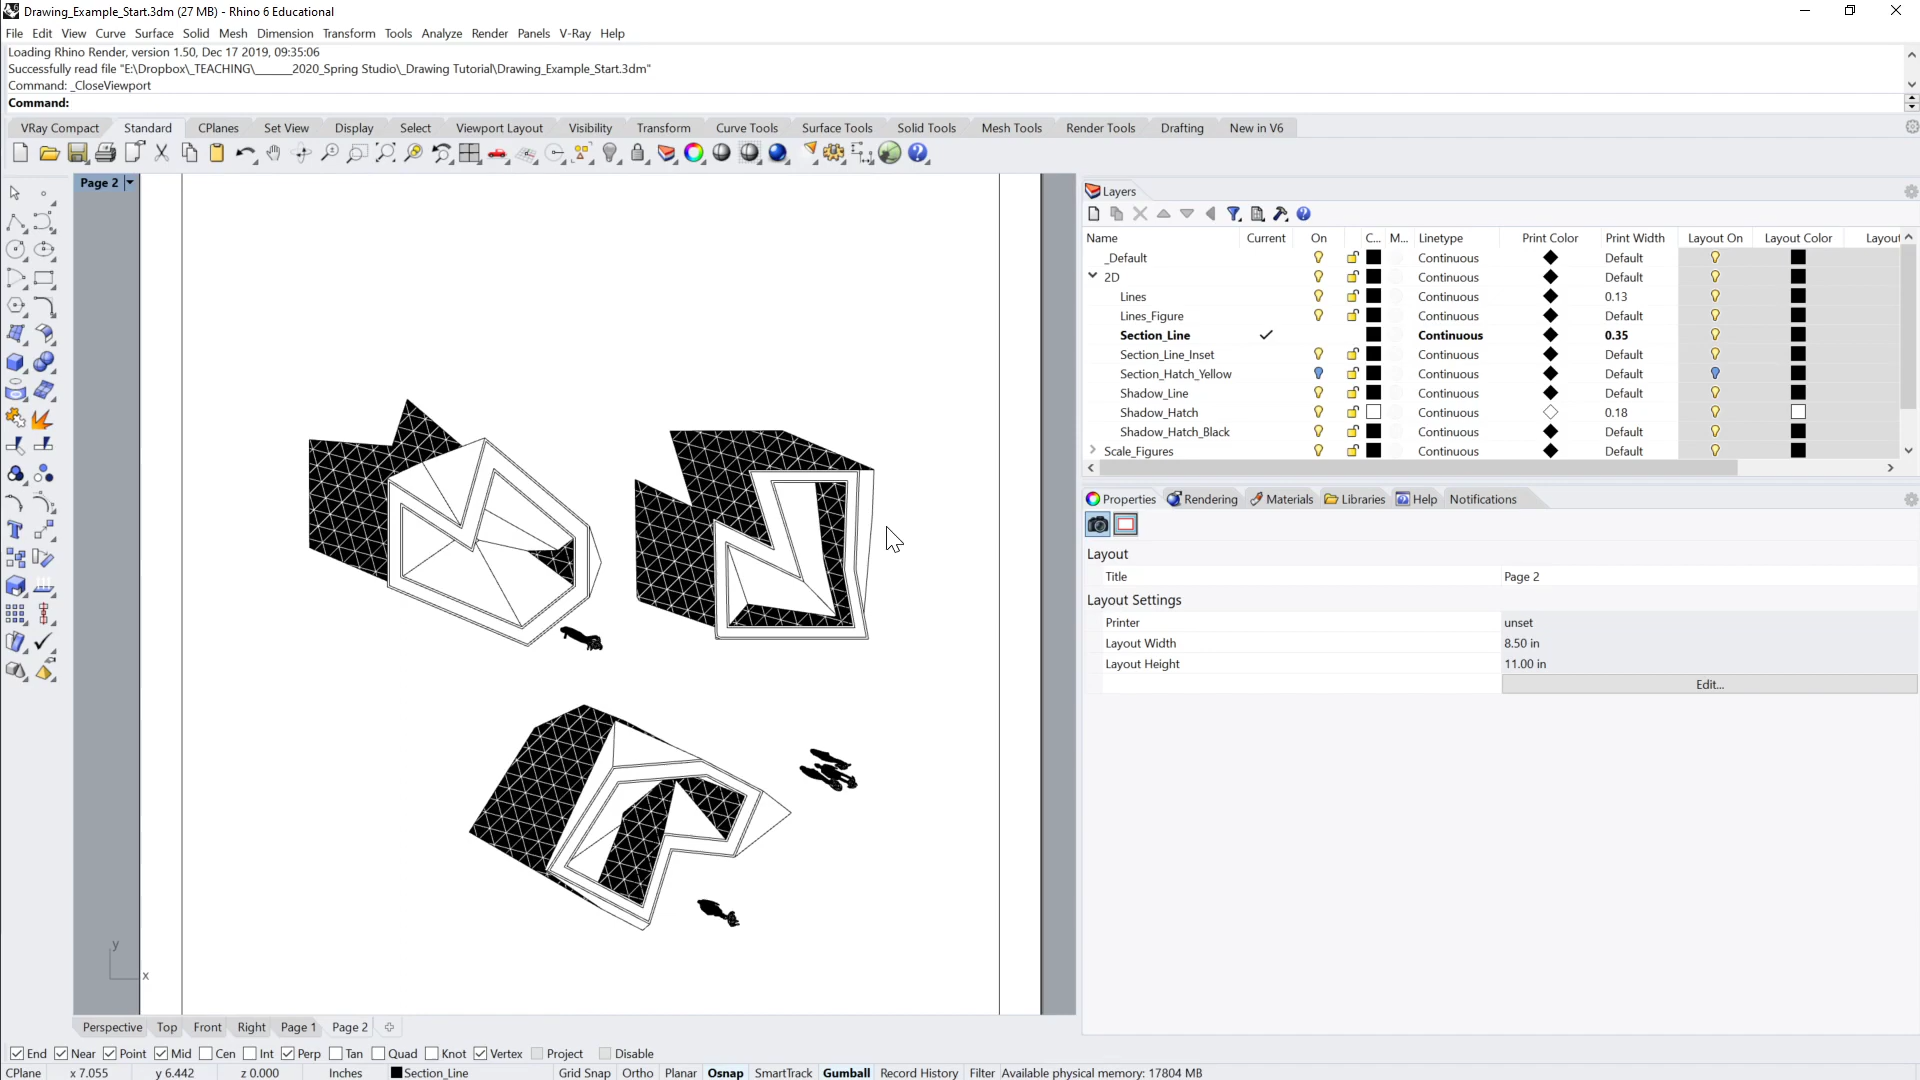 Drawing_Example_Start.3dm (27 MB) - Rhino 6 Educational
File Edit View Curve Surface Solid Mesh Dimension Transform Tools Analyze Render Panels V-Ray Help
Loading Rhino Render, version 1.50, Dec 17 2019, 09:35:06
Successfully read file "E:\Dropbox\_TEACHING\______2020_Spring Studio\_Drawing Tutorial\Drawing_Example_Start.3dm"
Command: _CloseViewport
Command:
VRay Compact Standard CPlanes Set View Display Select Viewport Layout Visibility Transform Curve Tools Surface Tools Solid Tools Mesh Tools Render Tools Drafting New in V6
Page 2
Layers
Name Current On C... M... Linetype Print Color Print Width Layout On Layout Color Layout
_Default Continuous Default
2D Continuous Default
Lines Continuous 0.13
Lines_Figure Continuous Default
Section_Line Continuous 0.35
Section_Line_Inset Continuous Default
Section_Hatch_Yellow Continuous Default
Shadow_Line Continuous Default
Shadow_Hatch Continuous 0.18
Shadow_Hatch_Black Continuous Default
Scale_Figures Continuous Default
Properties Rendering Materials Libraries Help Notifications
Layout
Title Page 2
Layout Settings
Printer unset
Layout Width 8.50 in
Layout Height 11.00 in
Edit...
y
x
Perspective Top Front Right Page 1 Page 2
End Near Point Mid Cen Int Perp Tan Quad Knot Vertex Project Disable
CPlane x 7.055 y 6.442 z 0.000 Inches Section_Line Grid Snap Ortho Planar Osnap SmartTrack Gumball Record History Filter Available physical memory: 17804 MB